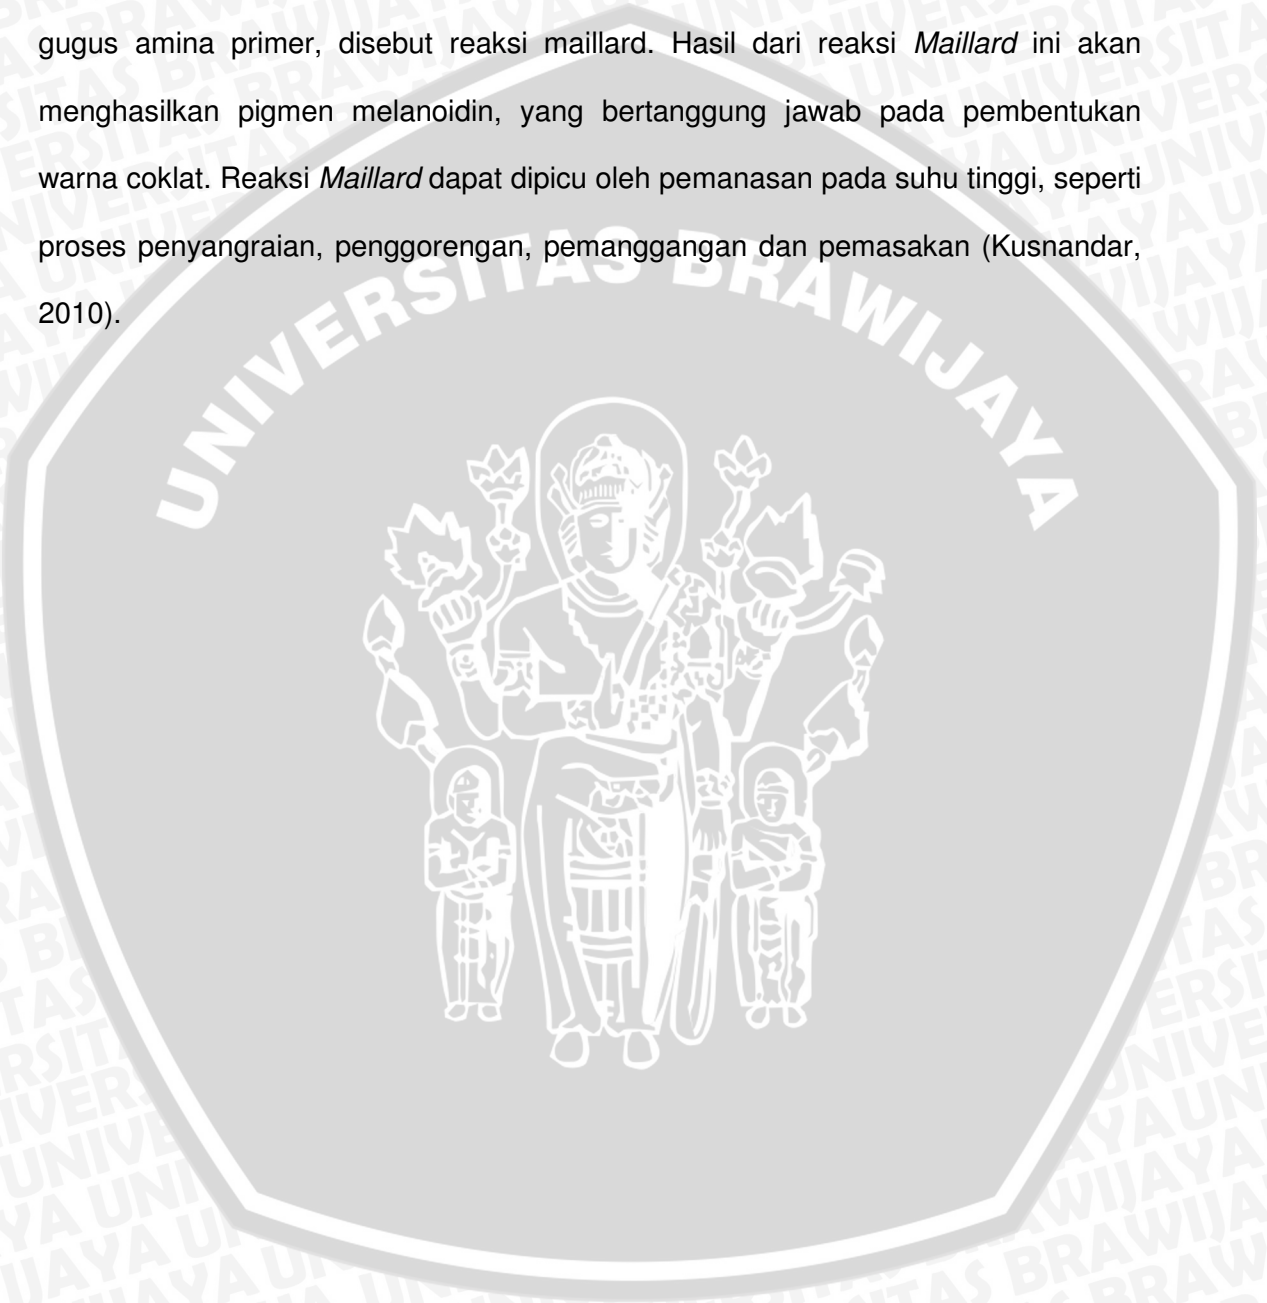 gugus amina primer, disebut reaksi maillard. Hasil dari reaksi Maillard ini akan
menghasilkan pigmen melanoidin, yang bertanggung jawab pada pembentukan
warna coklat. Reaksi Maillard dapat dipicu oleh pemanasan pada suhu tinggi, seperti
proses penyangraian, penggorengan, pemanggangan dan pemasakan (Kusnandar,
2010).
UNIVERSITAS BRAWIJAYA